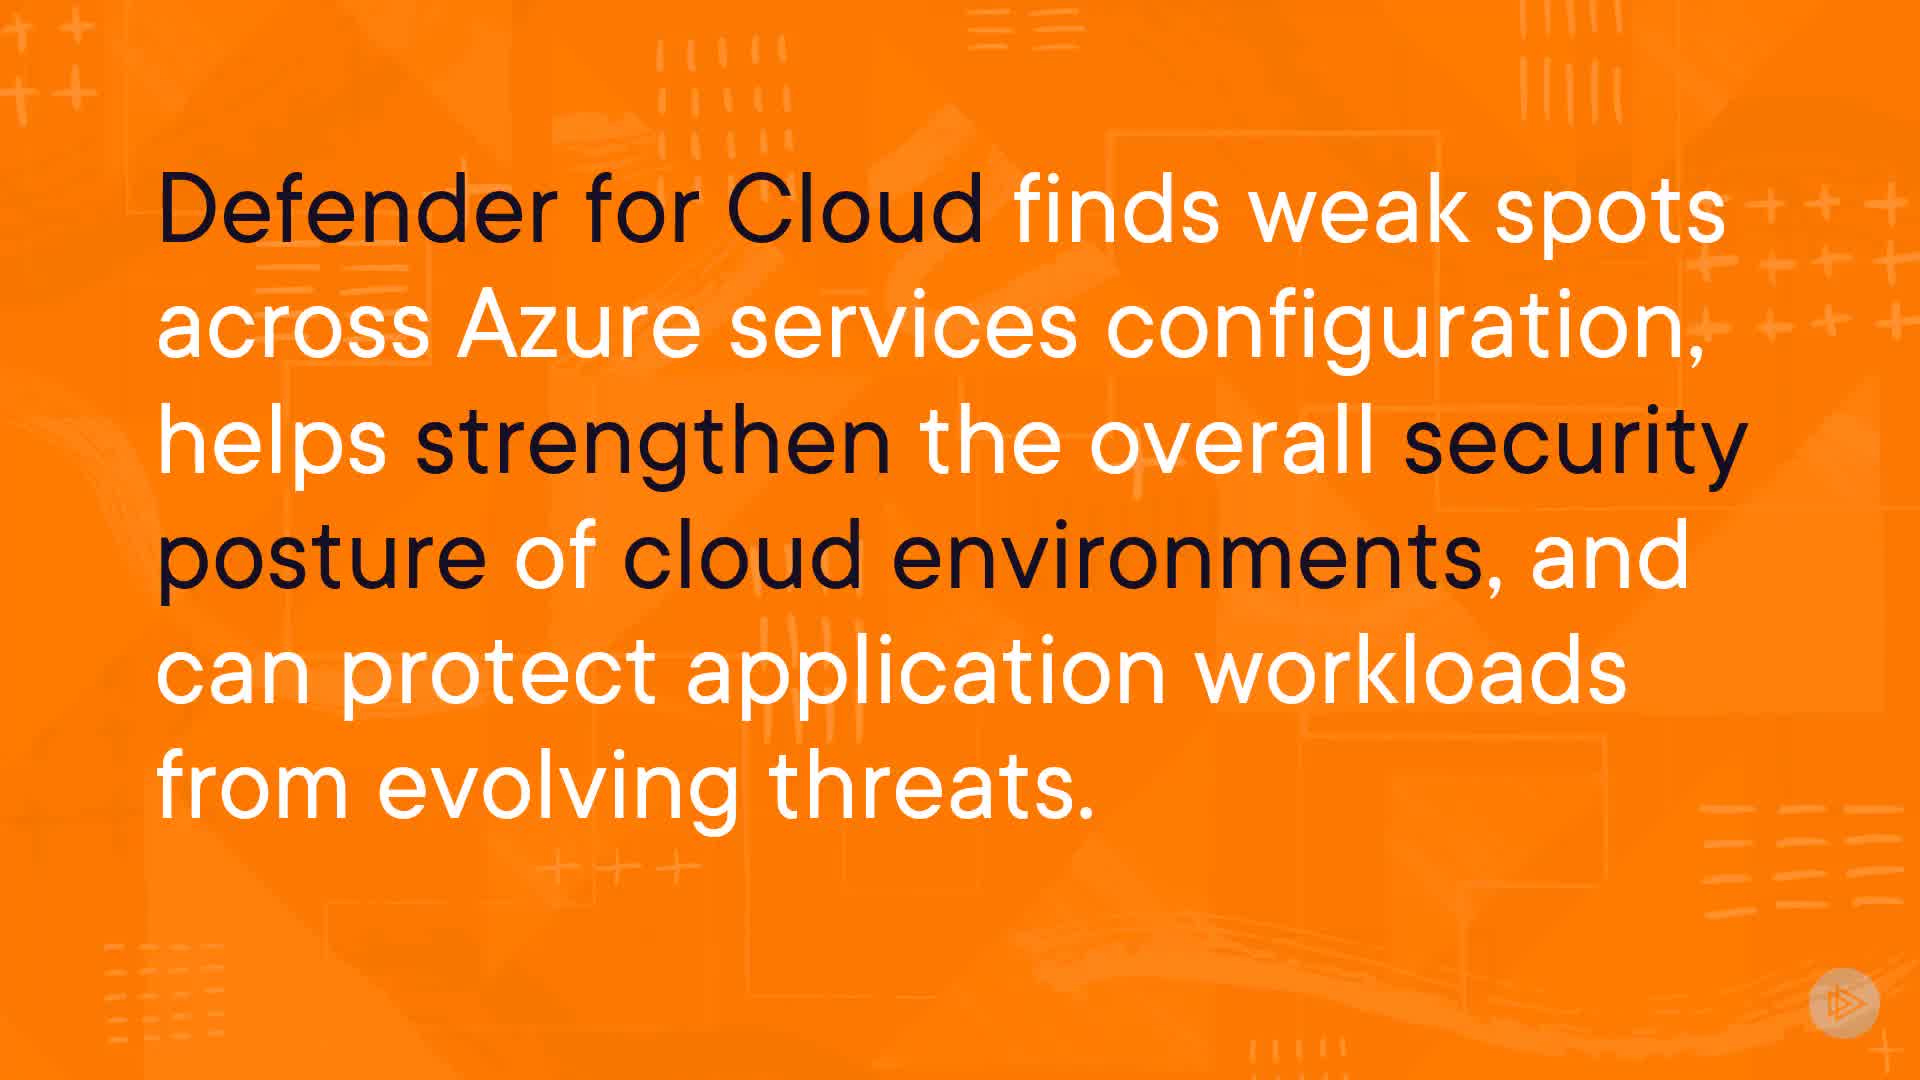 Defender for Cloud finds weak spots
across Azure services configuration,
helps strengthen the overall security
posture of cloud environments, and
can protect application workloads
from evolving threats.